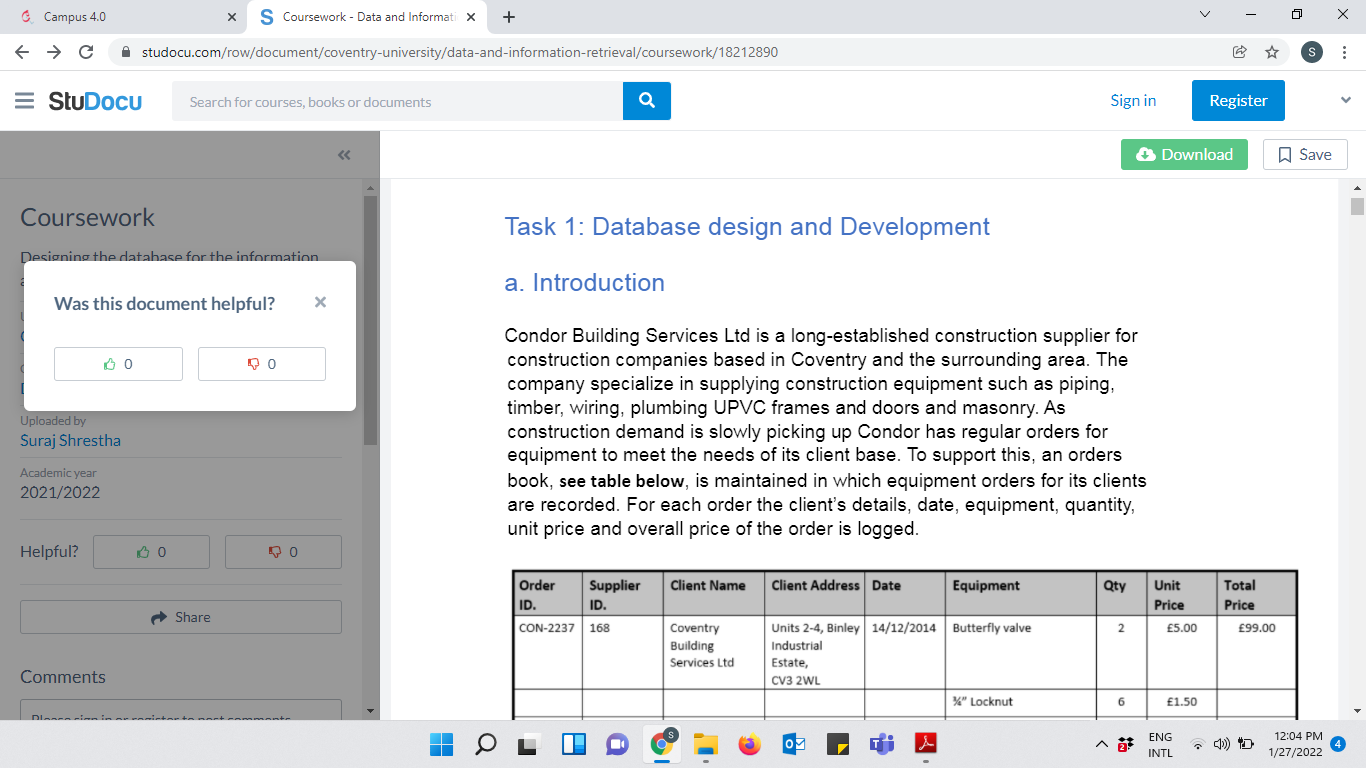 Campus 4.0
Coursework - Data and Informati
studocu.com/row/document/coventry-university/data-and-information-retrieval/coursework/18212890
S
StuDocu
Search for courses, books or documents
Sign in
Register
Download
Save
Coursework
Designing the database for the information
Was this document helpful?
0
0
Uploaded by
Suraj Shrestha
Academic year
2021/2022
Helpful?
0
0
Share
Comments
Please sign in or register to post comments
Task 1: Database design and Development
a. Introduction
Condor Building Services Ltd is a long-established construction supplier for
construction companies based in Coventry and the surrounding area. The
company specialize in supplying construction equipment such as piping,
timber, wiring, plumbing UPVC frames and doors and masonry. As
construction demand is slowly picking up Condor has regular orders for
equipment to meet the needs of its client base. To support this, an orders
book, see table below, is maintained in which equipment orders for its clients
are recorded. For each order the client’s details, date, equipment, quantity,
unit price and overall price of the order is logged.
Order ID. Supplier ID. Client Name Client Address Date Equipment Qty Unit Price Total Price
CON-2237 168 Coventry Building Services Ltd Units 2-4, Binley Industrial Estate, CV3 2WL 14/12/2014 Butterfly valve 2 £5.00 £99.00
¾” Locknut 6 £1.50
S
2
ENG
INTL
12:04 PM
1/27/2022
4